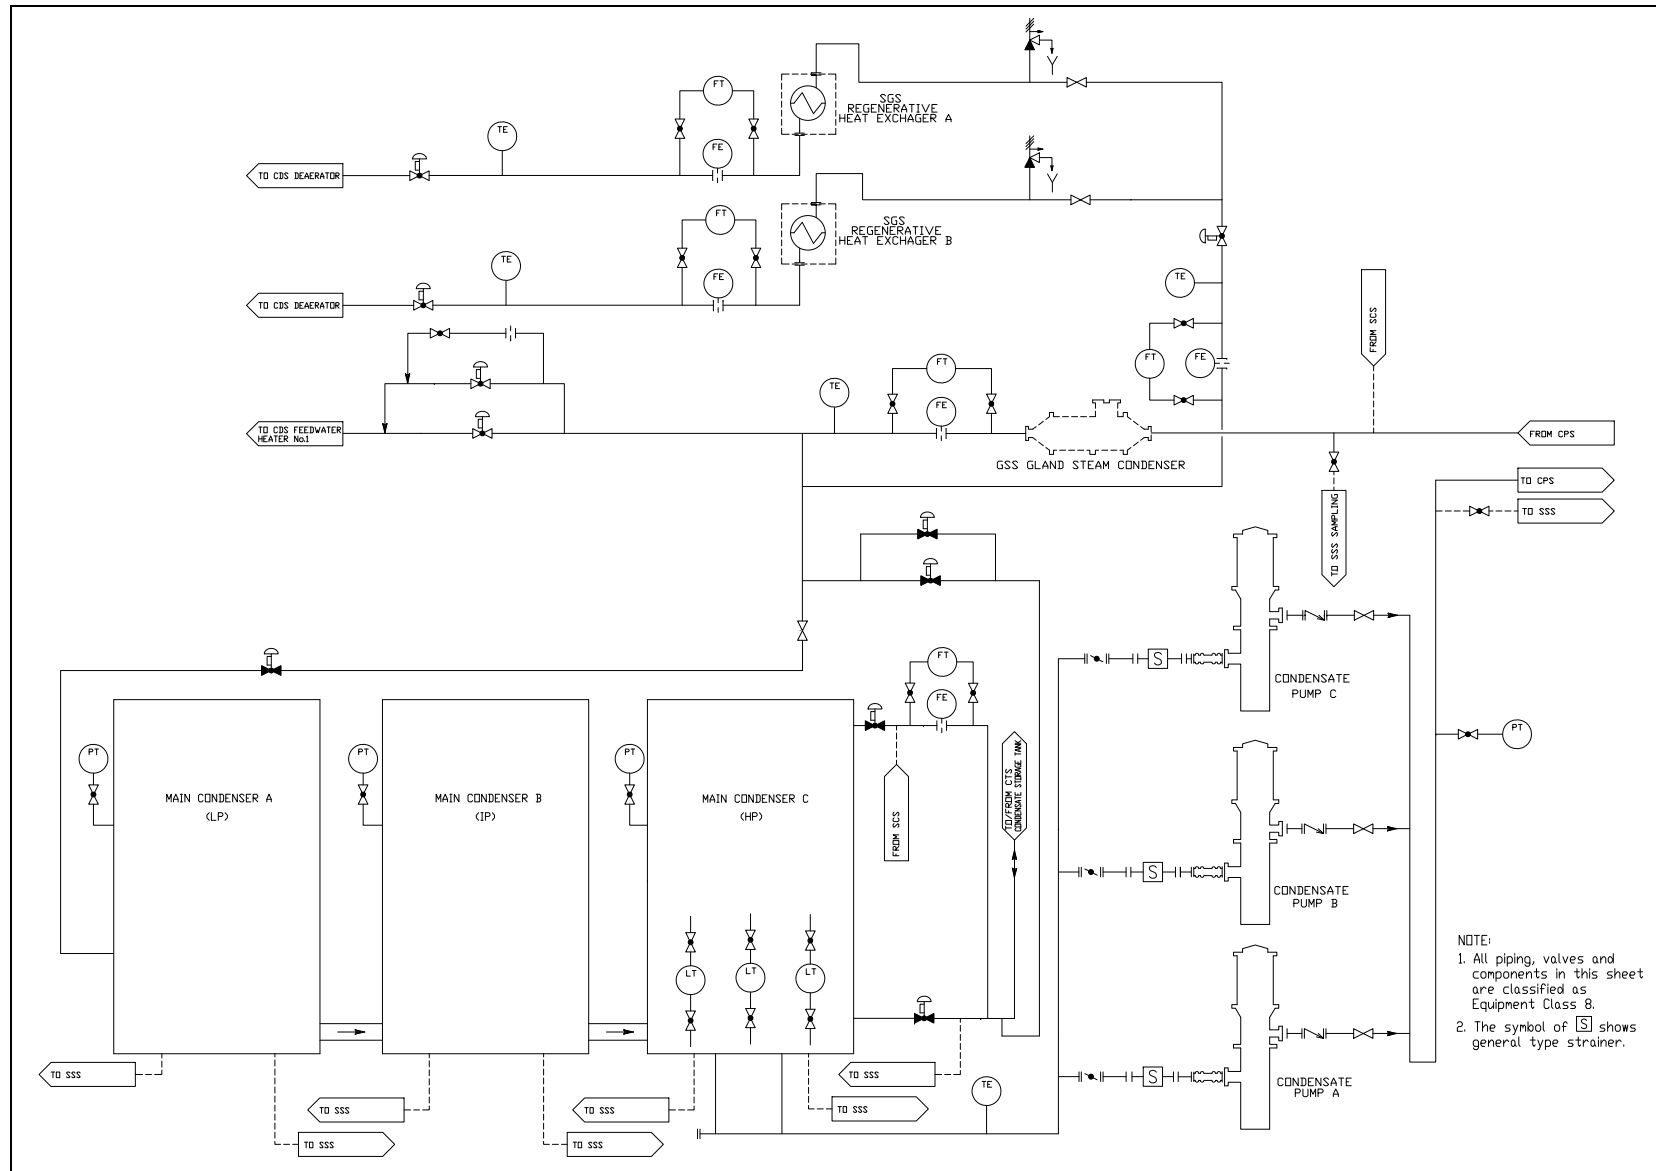 FT
SGS
REGENERATIVE
HEAT EXCHAGER A
TE
FE
TO CDS DEAERATOR
FT
SGS
REGENERATIVE
HEAT EXCHAGER B
TE
FE
TO CDS DEAERATOR
TE
FROM SCS
FT
FE
FT
TE
FE
TO CDS FEEDWATER
HEATER No.1
FROM CPS
GSS GLAND STEAM CONDENSER
TO CPS
TO SSS
TO SSS SAMPLING
CONDENSATE
PUMP C
FT
FE
PT
PT
PT
PT
MAIN CONDENSER A
(LP)
MAIN CONDENSER B
(IP)
MAIN CONDENSER C
(HP)
FROM SCS
TO/FROM CTS
CONDENSATE STORAGE TANK
CONDENSATE
PUMP B
LT
LT
LT
NOTE:
1. All piping, valves and
components in this sheet
are classified as
Equipment Class 8.
2. The symbol of S shows
general type strainer.
S
S
S
TO SSS
TO SSS
TO SSS
TO SSS
TO SSS
TO SSS
TO SSS
TE
CONDENSATE
PUMP A